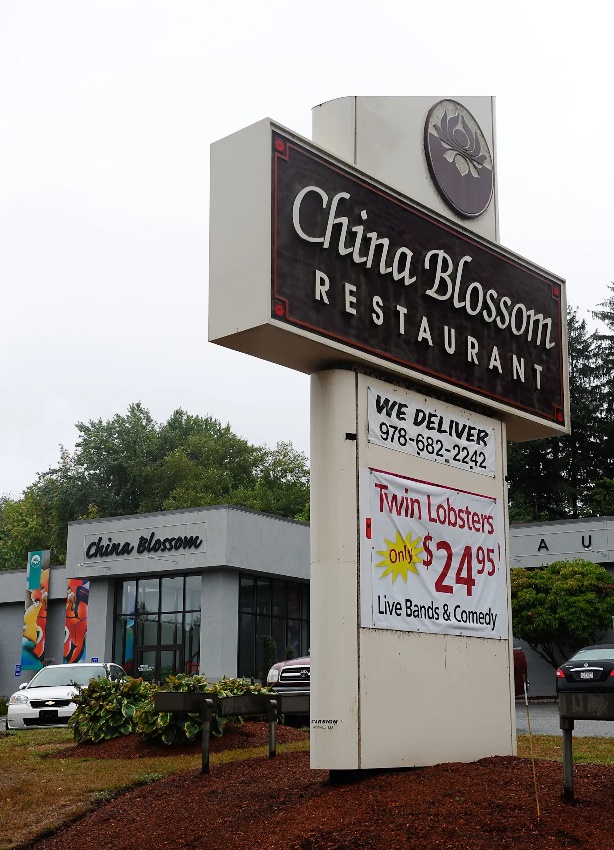 China Blossom
RESTAURANT
WE DELIVER
978-682-2242
Twin Lobsters
Only $24.95
Live Bands & Comedy
China Blossom
A U